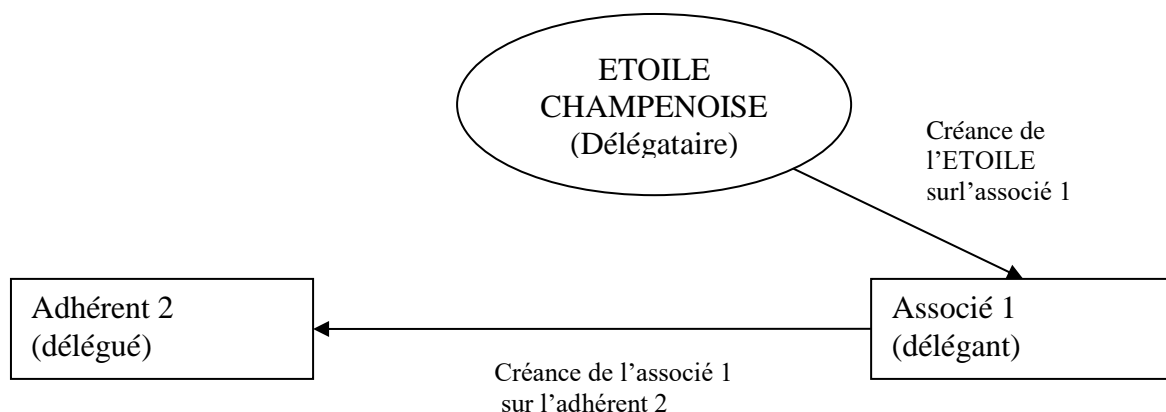 ETOILE
CHAMPENOISE
(Délégataire)
Créance de
l’ETOILE
surl’associé 1
Adhérent 2
(délégué)
Associé 1
(délégant)
Créance de l’associé 1
sur l’adhérent 2